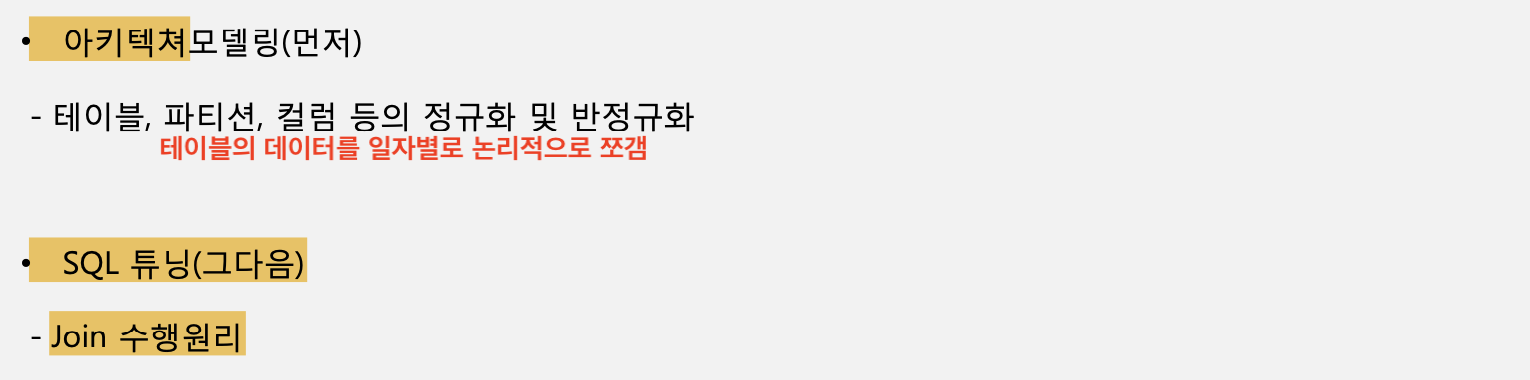 • 아키텍쳐모델링(먼저)
- 테이블, 파티션, 컬럼 등의 정규화 및 반정규화
테이블의 데이터를 일자별로 논리적으로 쪼갬
• SQL 튜닝(그다음)
- Join 수행원리